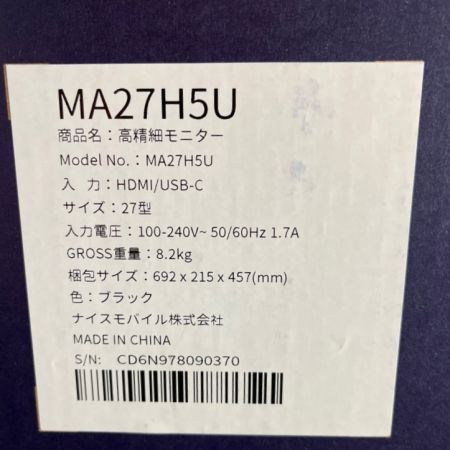 MA27H5U
商品名：高精細モニター
Model No.：MA27H5U
入 力：HDMI/USB-C
サイズ：27型
入力電圧：100-240V~ 50/60Hz 1.7A
GROSS重量：8.2kg
梱包サイズ：692 x 215 x 457(mm)
色：ブラック
ナイスモバイル株式会社
MADE IN CHINA
S/N: CD6N978090370